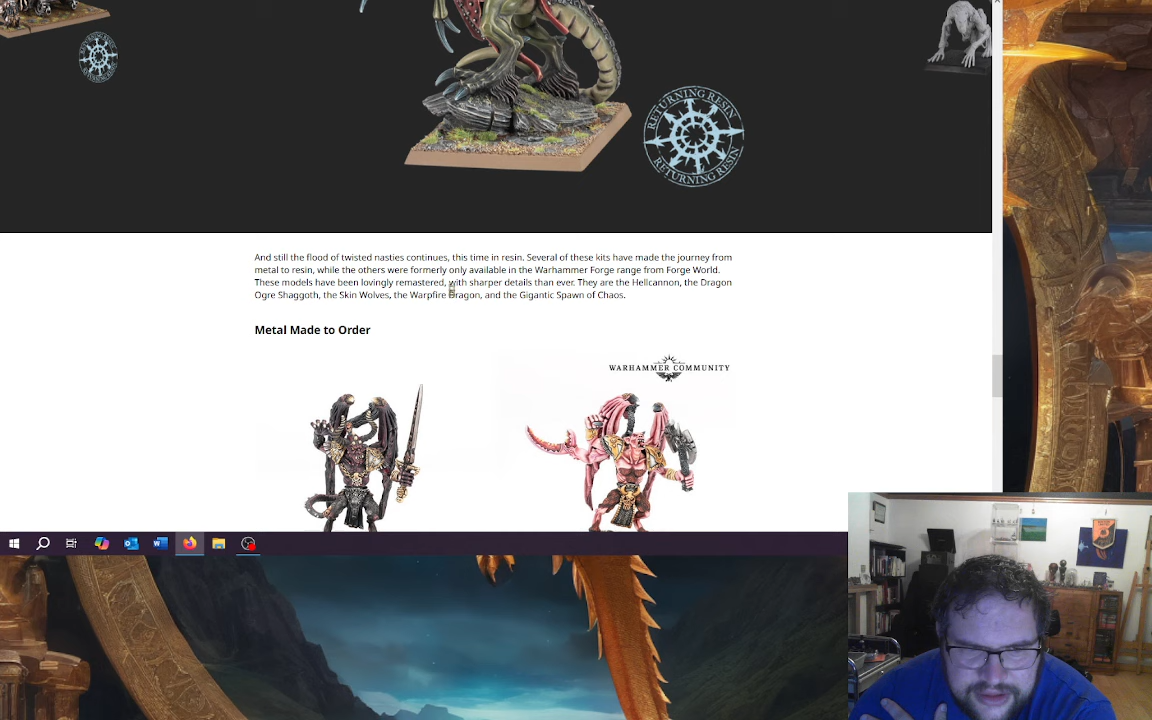 RETURNING RESIN
RETURNING RESIN
And still the flood of twisted nasties continues, this time in resin. Several of these kits have made the journey from
metal to resin, while the others were formerly only available in the Warhammer Forge range from Forge World.
These models have been lovingly remastered, with sharper details than ever. They are the Hellcannon, the Dragon
Ogre Shaggoth, the Skin Wolves, the Warpfire Dragon, and the Gigantic Spawn of Chaos.
Metal Made to Order
WARHAMMER COMMUNITY